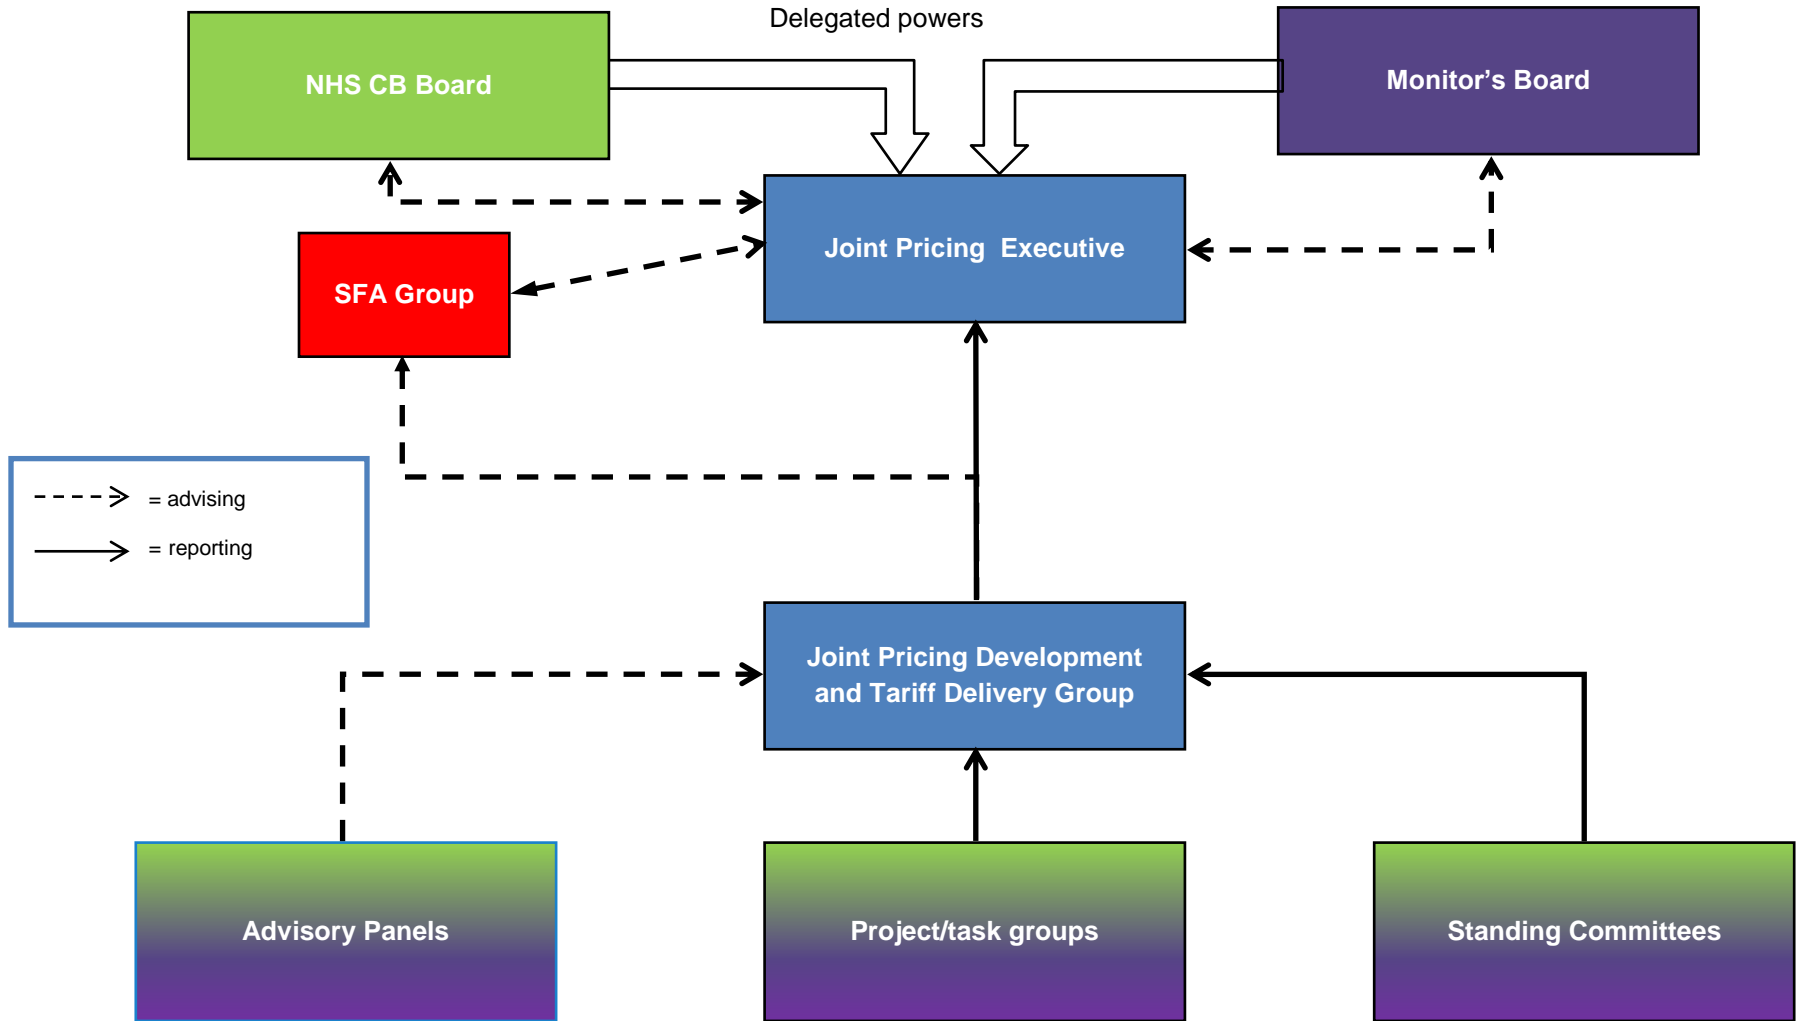 Delegated powers
NHS CB Board
Monitor’s Board
Joint Pricing  Executive
SFA Group
= advising
= reporting
Joint Pricing Development
and Tariff Delivery Group
Advisory Panels
Project/task groups
Standing Committees